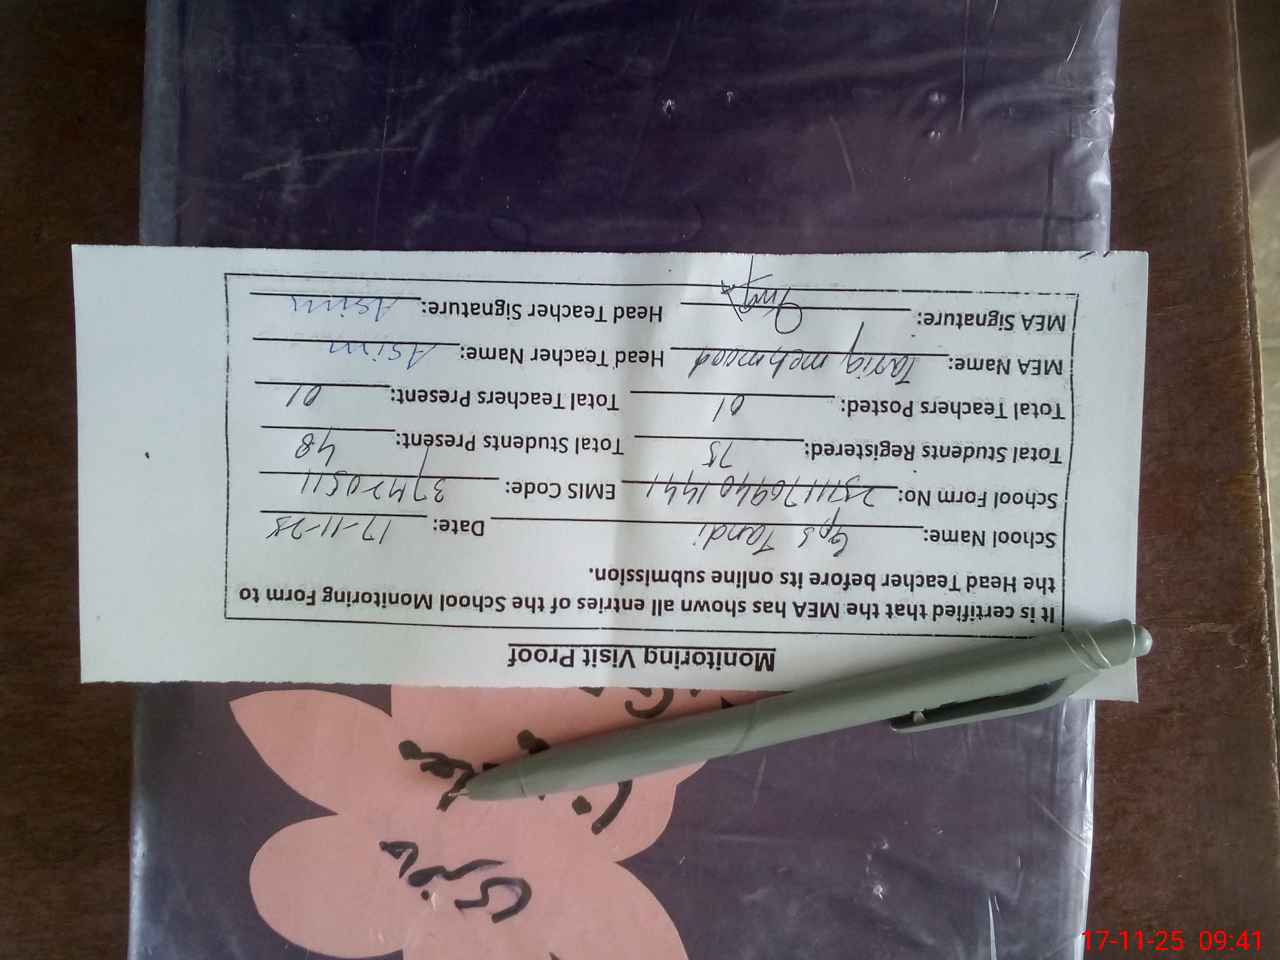 Monitoring Visit Proof
It is certified that the MEA has shown all entries of the School Monitoring Form to
the Head Teacher before its online submission.
School Name: Gps Tandi Date: 17-11-25
School Form No: EMIS Code: 37420511
Total Students Registered: 75 Total Students Present: 48
Total Teachers Posted: 01 Total Teachers Present: 01
MEA Name: Tariq mehmood Head Teacher Name: Asim
MEA Signature: Head Teacher Signature: Asim
17-11-25 09:41